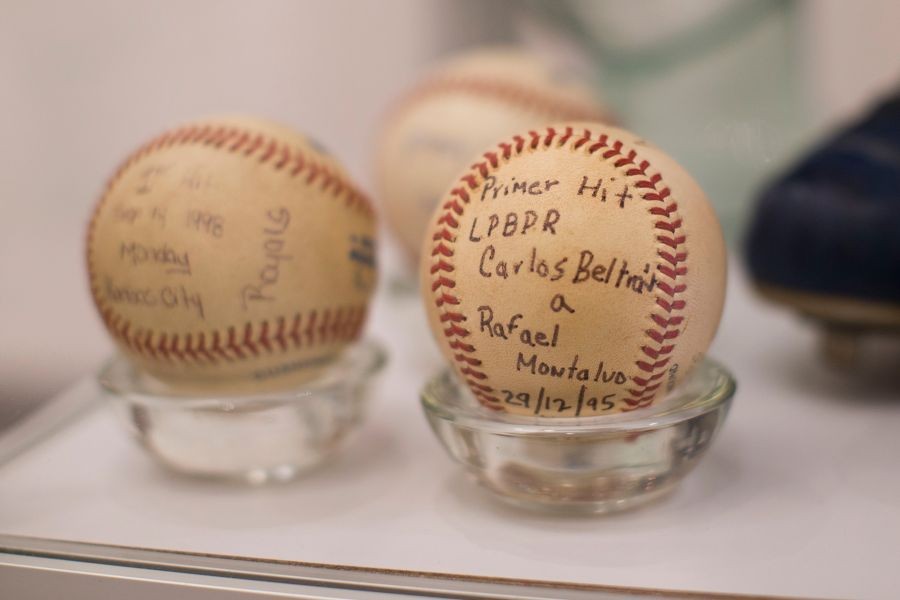 1st Hit
Sep 14 1998
Monday
Kansas City
Royals
Primer Hit
LPBPR
Carlos Beltrán
a
Rafael
Montalvo
29/12/95